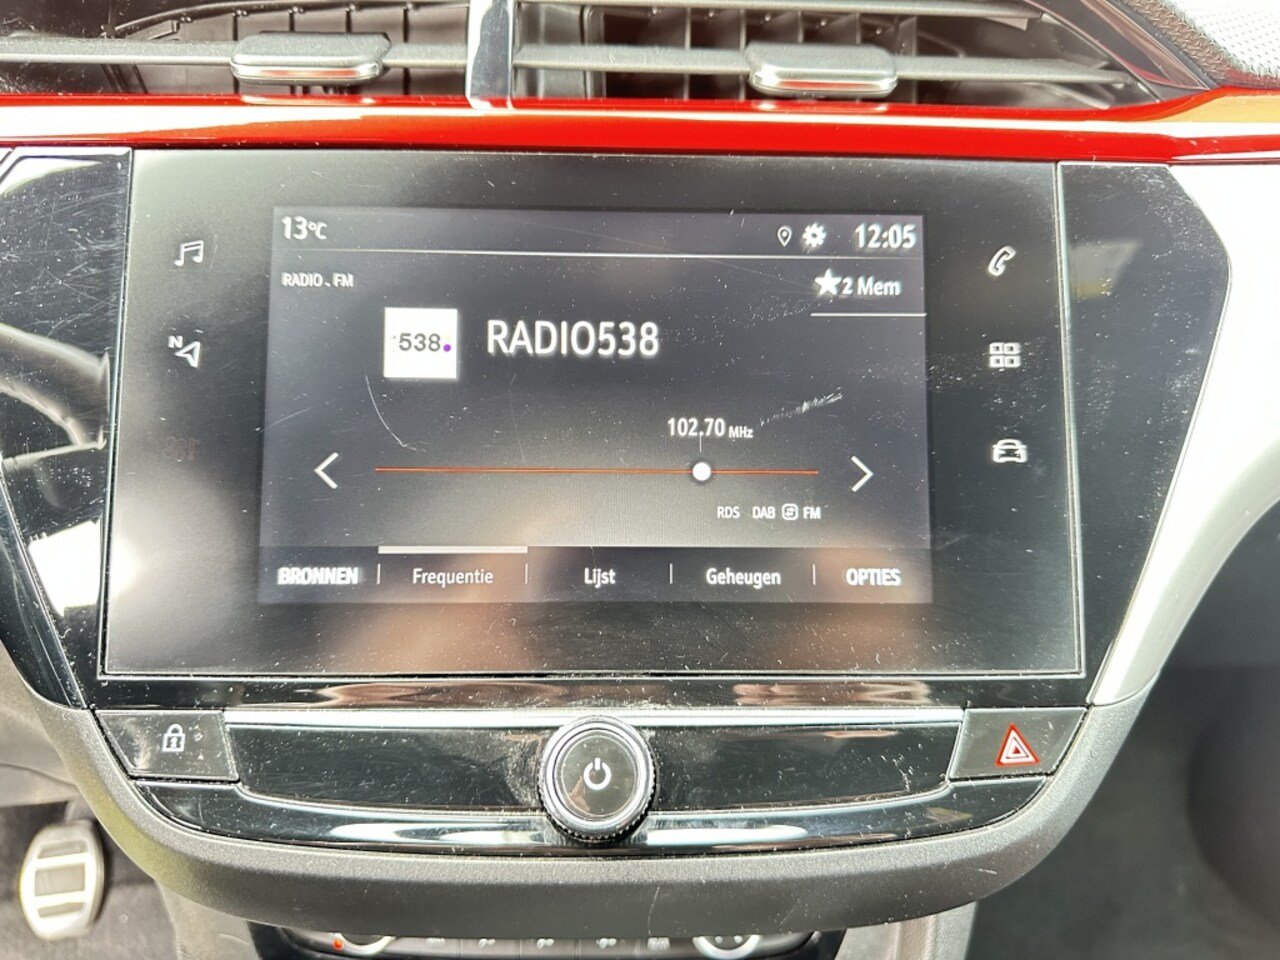 13°C
12:05
RADIO - FM
2 Mem
538
RADIO538
N
102.70 MHz
RDS DAB FM
BRONNEN Frequentie Lijst Geheugen OPTIES